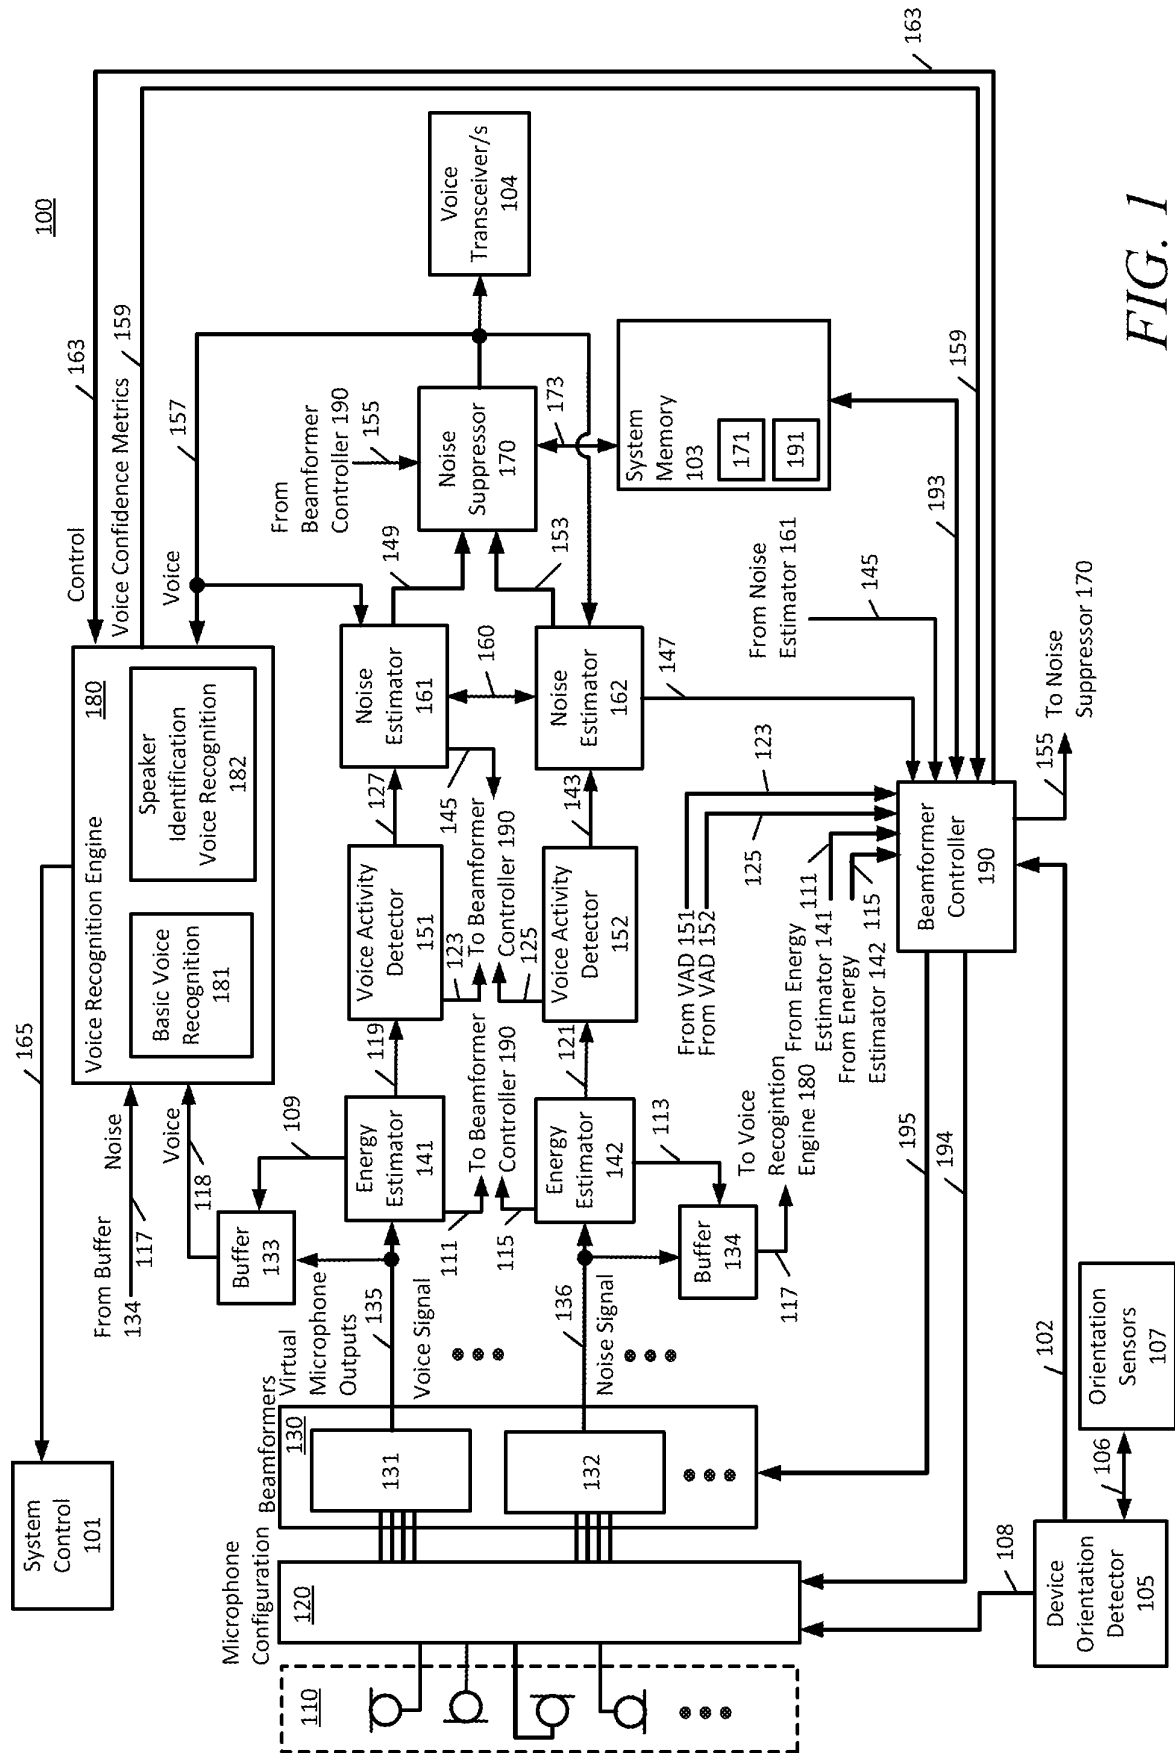 100
163
Control
163
Voice Confidence Metrics
159
157
Voice
165
Voice Recognition Engine
180
Speaker
Identification
Voice Recognition
182
Basic Voice
Recognition
181
System
Control
101
From Buffer
134
Noise
117
Voice
118
109
Buffer
133
Microphone
Configuration
120
110
Beamformers
130
131
132
Virtual
Microphone
Outputs
135
Voice Signal
136
Noise Signal
Energy
Estimator
141
119
111
To Beamformer
Controller 190
115
Energy
Estimator
142
121
113
Buffer
134
117
To Voice
Recogintion
Engine 180
Voice Activity
Detector
151
127
123
To Beamformer
Controller 190
125
Voice Activity
Detector
152
143
145
Noise
Estimator
161
160
Noise
Estimator
162
147
149
153
From
Beamformer
Controller 190
155
Noise
Suppressor
170
173
Voice
Transceiver/s
104
System
Memory
103
171
191
193
159
From Noise
Estimator 161
145
From VAD 151
From VAD 152
123
125
From Energy
Estimator 141
111
From Energy
Estimator 142
115
Beamformer
Controller
190
155
To Noise
Suppressor 170
195
194
102
108
Device
Orientation
Detector
105
106
Orientation
Sensors
107
FIG. 1